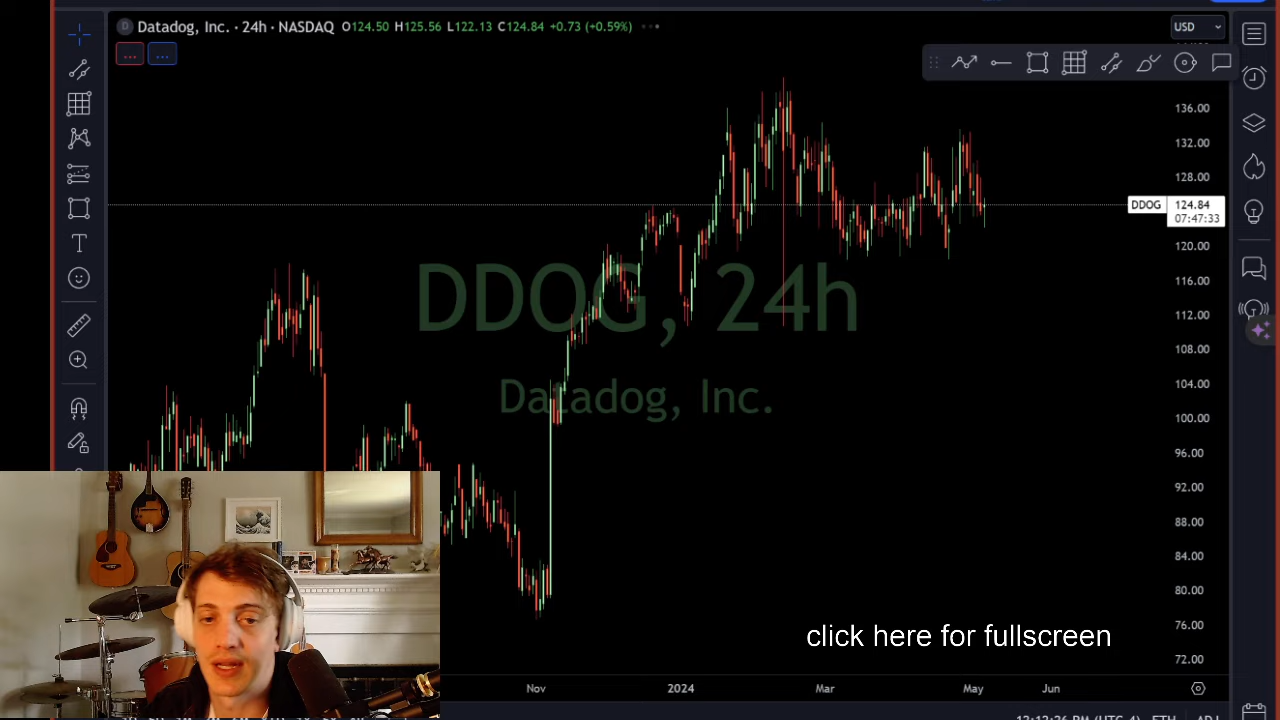 D Datadog, Inc. · 24h · NASDAQ O124.50 H125.56 L122.13 C124.84 +0.73 (+0.59%)
USD
136.00
132.00
128.00
DDOG 124.84
07:47:33
120.00
116.00
112.00
108.00
104.00
100.00
96.00
92.00
88.00
84.00
80.00
76.00
72.00
DDOG, 24h
Datadog, Inc.
click here for fullscreen
Nov 2024 Mar May Jun